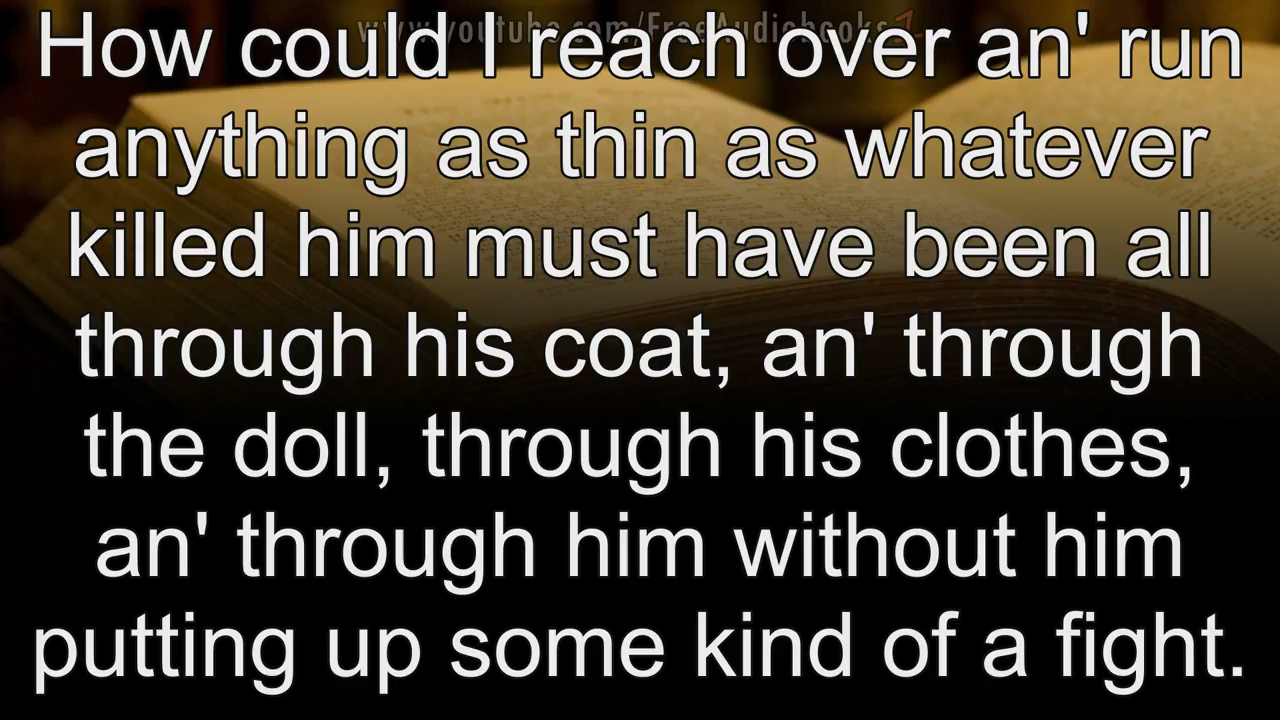 www.youtube.com/FreeAudiobooks
How could I reach over an' run
anything as thin as whatever
killed him must have been all
through his coat, an' through
the doll, through his clothes,
an' through him without him
putting up some kind of a fight.